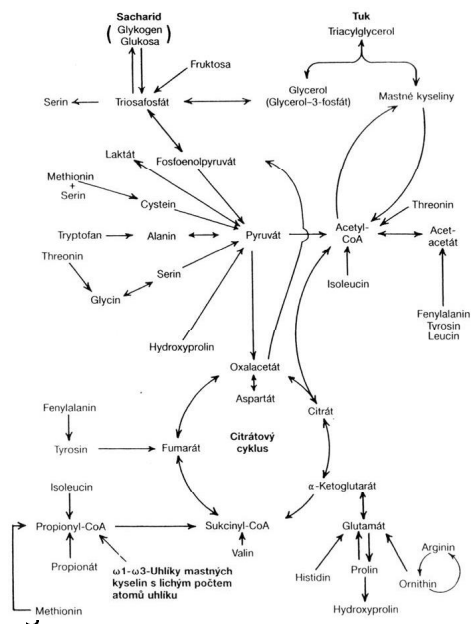 Sacharid
(Glykogen
Glukosa)
Tuk
Triacylglycerol
Fruktosa
Serin
Triosafosfát
Glycerol
(Glycerol–3-fosfát)
Mastné kyseliny
Laktát
Fosfoenolpyruvát
Methionin
+
Serin
Cystein
Threonin
Tryptofan
Alanin
Pyruvát
Acetyl-
CoA
Acet-
acetát
Threonin
Serin
Glycin
Isoleucin
Fenylalanin
Tyrosin
Leucin
Hydroxyprolin
Oxalacetát
Aspartát
Citrát
Fenylalanin
Tyrosin
Fumarát
Citrátový
cyklus
Isoleucin
α-Ketoglutarát
Propionyl-CoA
Sukcinyl-CoA
Glutamát
Valin
Arginin
Propionát
ω1-ω3-Uhlíky mastných
kyselin s lichým počtem
atomů uhlíku
Histidin
Prolin
Ornithin
Methionin
Hydroxyprolin